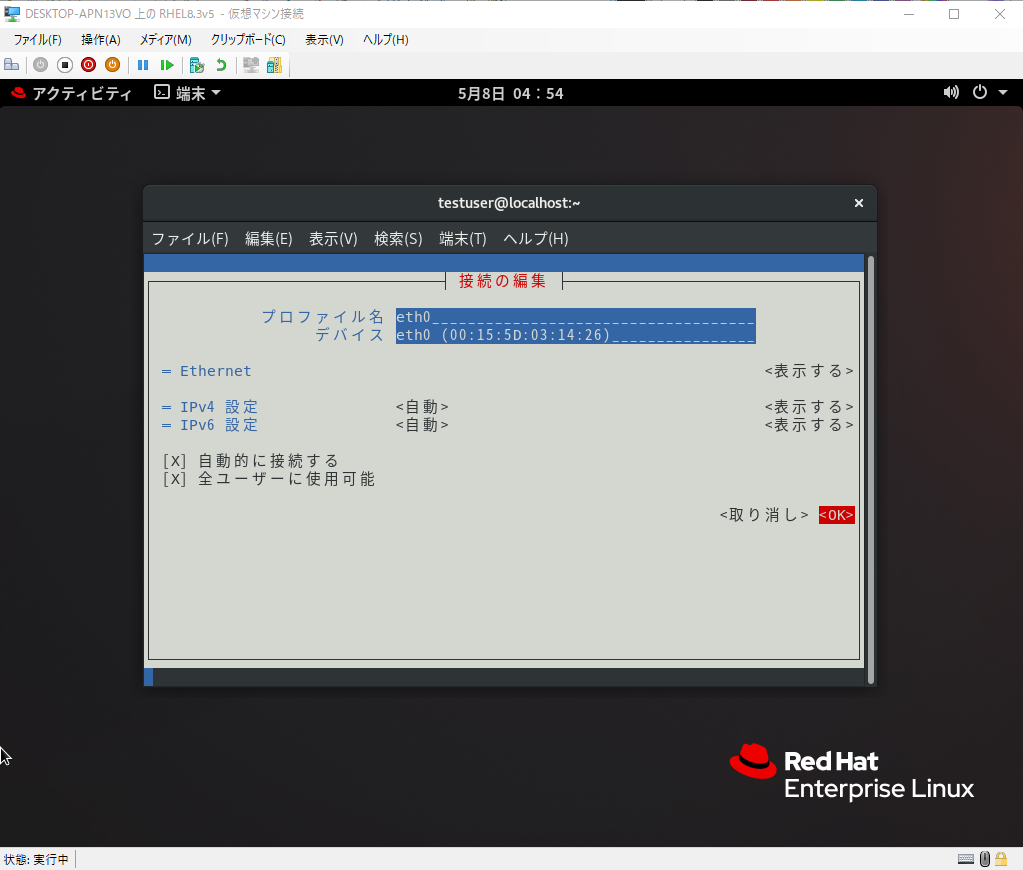 DESKTOP-APN13VO 上の RHEL8.3v5 - 仮想マシン接続
ファイル(F) 操作(A) メディア(M) クリップボード(C) 表示(V) ヘルプ(H)
アクティビティ 端末 5月8日 04：54
testuser@localhost:~
ファイル(F) 編集(E) 表示(V) 検索(S) 端末(T) ヘルプ(H)
接続の編集
プロファイル名 eth0____________________________________
デバイス eth0 (00:15:5D:03:14:26)________________
= Ethernet <表示する>
= IPv4 設定 <自動> <表示する>
= IPv6 設定 <自動> <表示する>
[X] 自動的に接続する
[X] 全ユーザーに使用可能
<取り消し> <OK>
Red Hat
Enterprise Linux
状態: 実行中